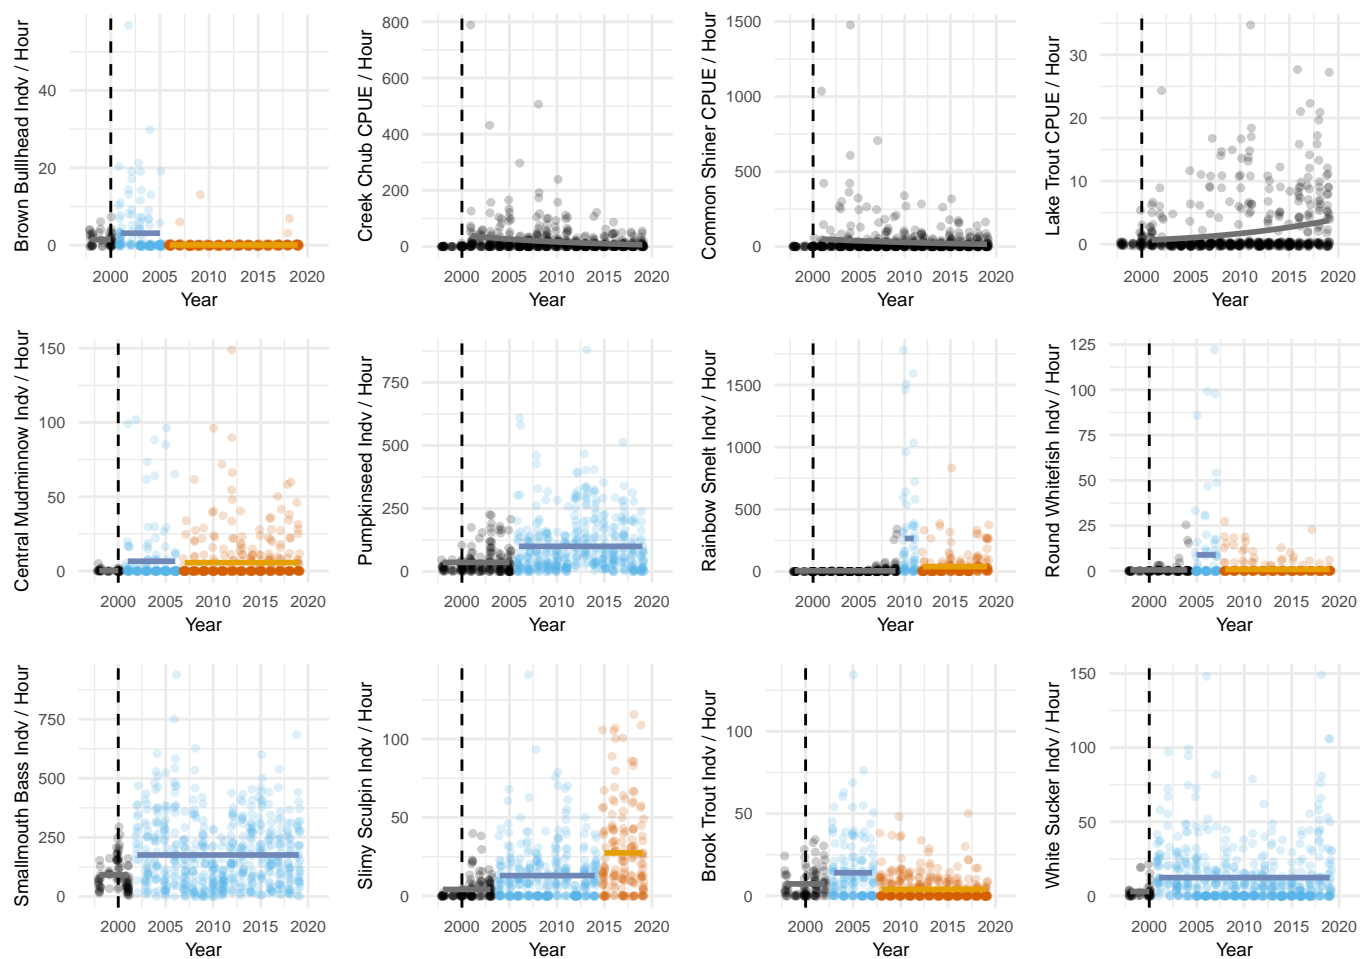 Brown Bulllhead Indv / Hour
40
20
0
2000 2005 2010 2015 2020
Year
Creek Chub CPUE / Hour
800
600
400
200
0
2000 2005 2010 2015 2020
Year
Common Shiner CPUE / Hour
1500
1000
500
0
2000 2005 2010 2015 2020
Year
Lake Trout CPUE / Hour
30
20
10
0
2000 2005 2010 2015 2020
Year
Central Mudminnow Indv / Hour
150
100
50
0
2000 2005 2010 2015 2020
Year
Pumpkinseed Indv / Hour
750
500
250
0
2000 2005 2010 2015 2020
Year
Rainbow Smelt Indv / Hour
1500
1000
500
0
2000 2005 2010 2015 2020
Year
Round Whitefish Indv / Hour
125
100
75
50
25
0
2000 2005 2010 2015 2020
Year
Smallmouth Bass Indv / Hour
750
500
250
0
2000 2005 2010 2015 2020
Year
Slimy Sculpin Indv / Hour
100
50
0
2000 2005 2010 2015 2020
Year
Brook Trout Indv / Hour
100
50
0
2000 2005 2010 2015 2020
Year
White Sucker Indv / Hour
150
100
50
0
2000 2005 2010 2015 2020
Year